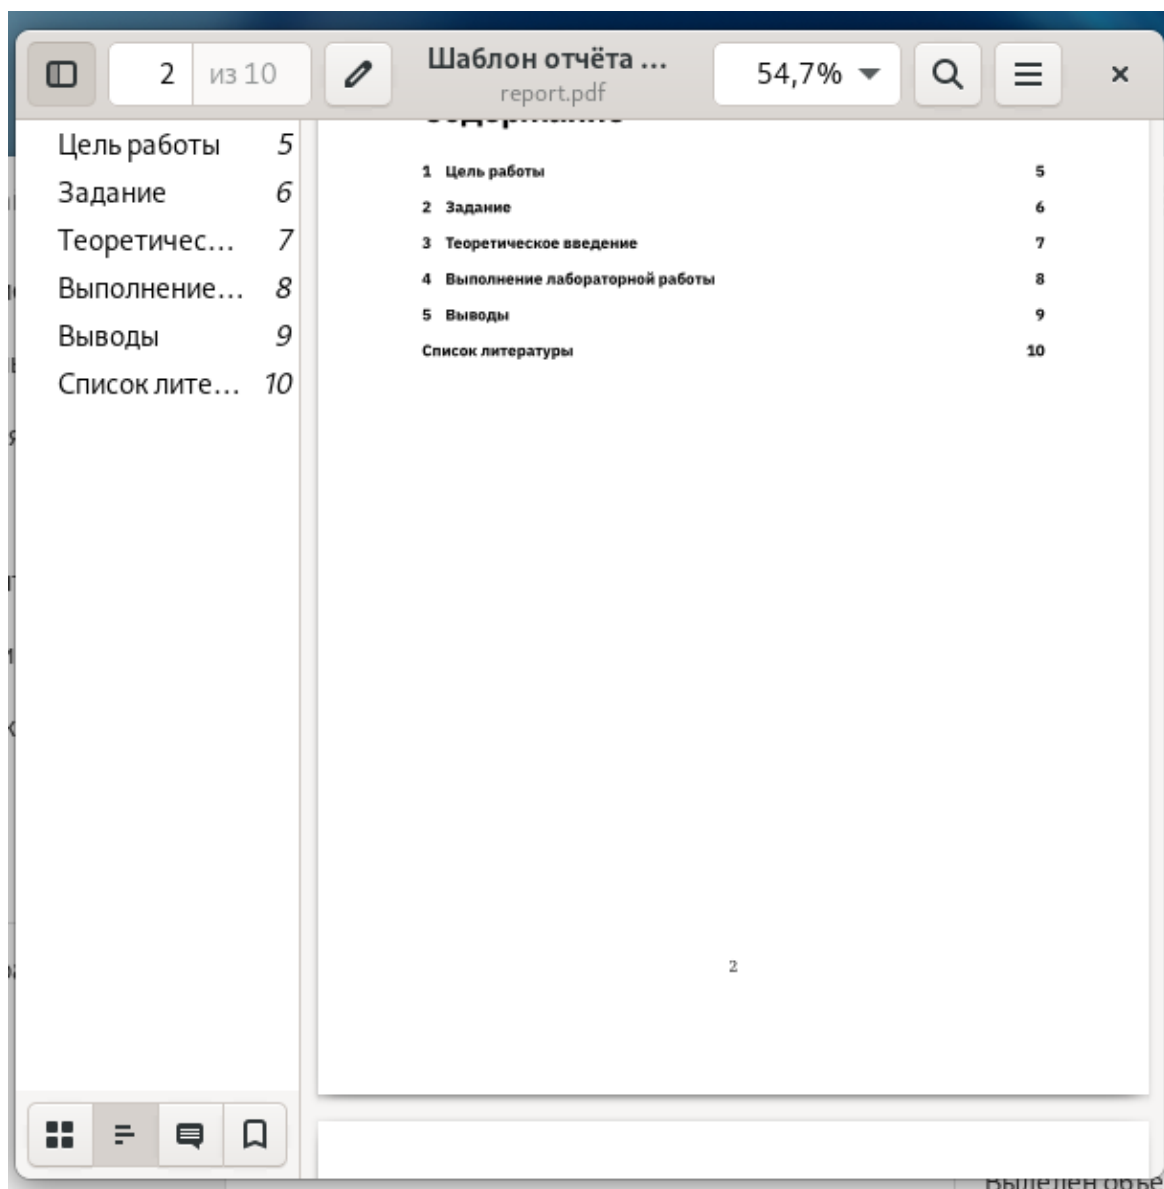 2 из 10
Шаблон отчёта ...
report.pdf
54,7%
Цель работы 5
Задание 6
Теоретичес... 7
Выполнение... 8
Выводы 9
Список лите... 10
1 Цель работы 5
2 Задание 6
3 Теоретическое введение 7
4 Выполнение лабораторной работы 8
5 Выводы 9
Список литературы 10
2